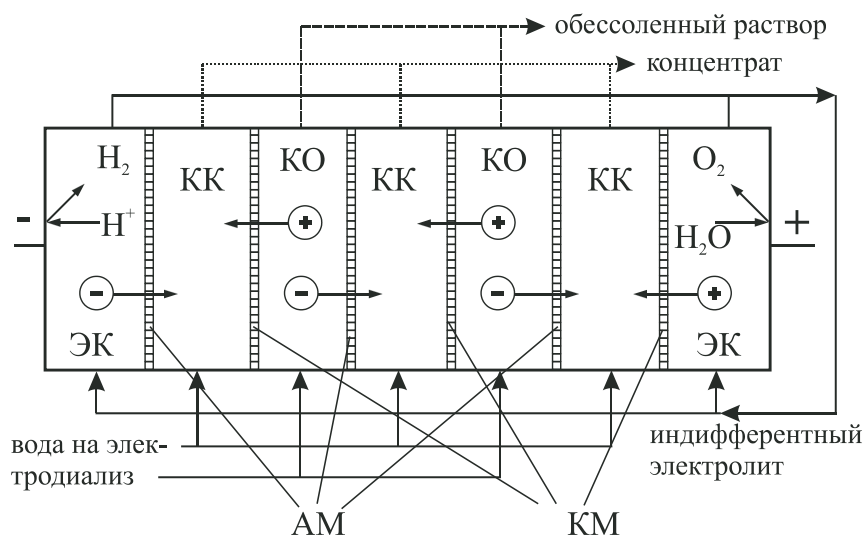 обессоленный раствор
концентрат
H₂
КК
КО
КК
КО
КК
O₂
-
H⁺
+
+
H₂O
+
-
-
-
+
ЭК
ЭК
вода на элек-
тродиализ
индифферентный
электролит
АМ
КМ